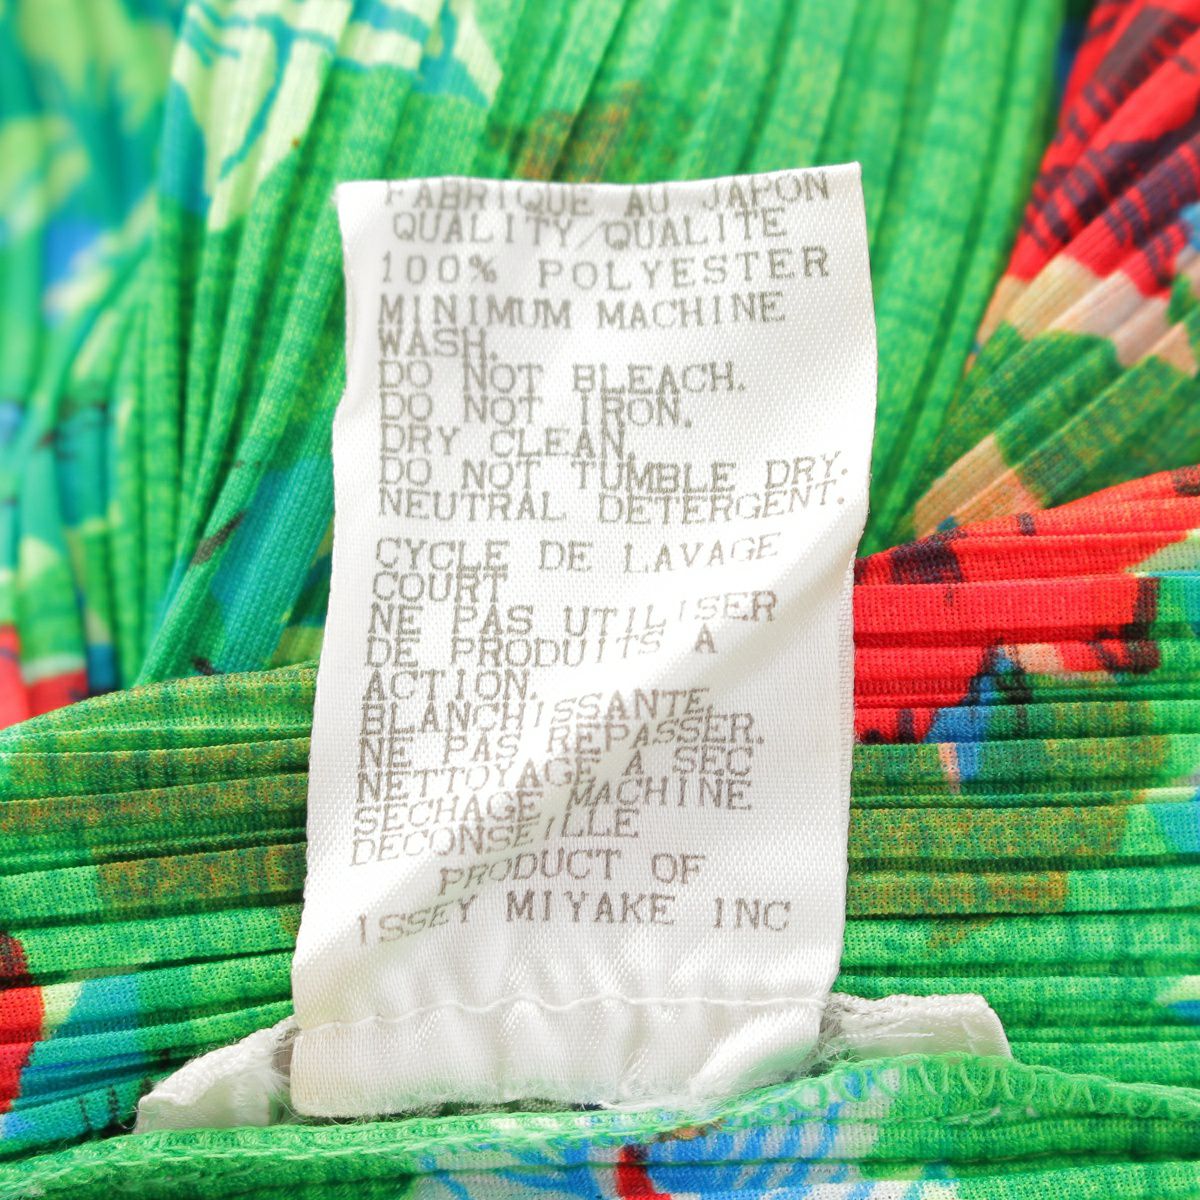 FABRIQUE AU JAPON
QUALITY/QUALITE
100% POLYESTER
MINIMUM MACHINE
WASH.
DO NOT BLEACH.
DO NOT IRON.
DRY CLEAN.
DO NOT TUMBLE DRY.
NEUTRAL DETERGENT.
CYCLE DE LAVAGE
COURT
NE PAS UTILISER
DE PRODUITS A
ACTION.
BLANCHISSANTE.
NE PAS REPASSER.
NETTOYAGE A SEC
SECHAGE MACHINE
DECONSEILLE
PRODUCT OF
ISSEY MIYAKE INC